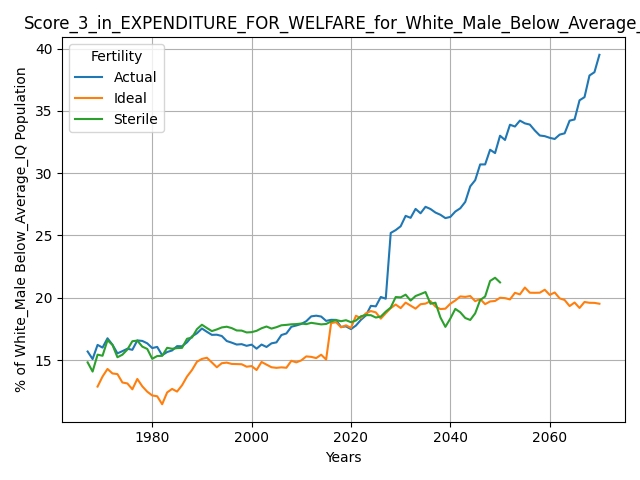 Score_3_in_EXPENDITURE_FOR_WELFARE_for_White_Male_Below_Average_
Fertility
Actual
Ideal
Sterile
% of White_Male Below_Average_IQ Population
40
35
30
25
20
15
1980
2000
2020
2040
2060
Years